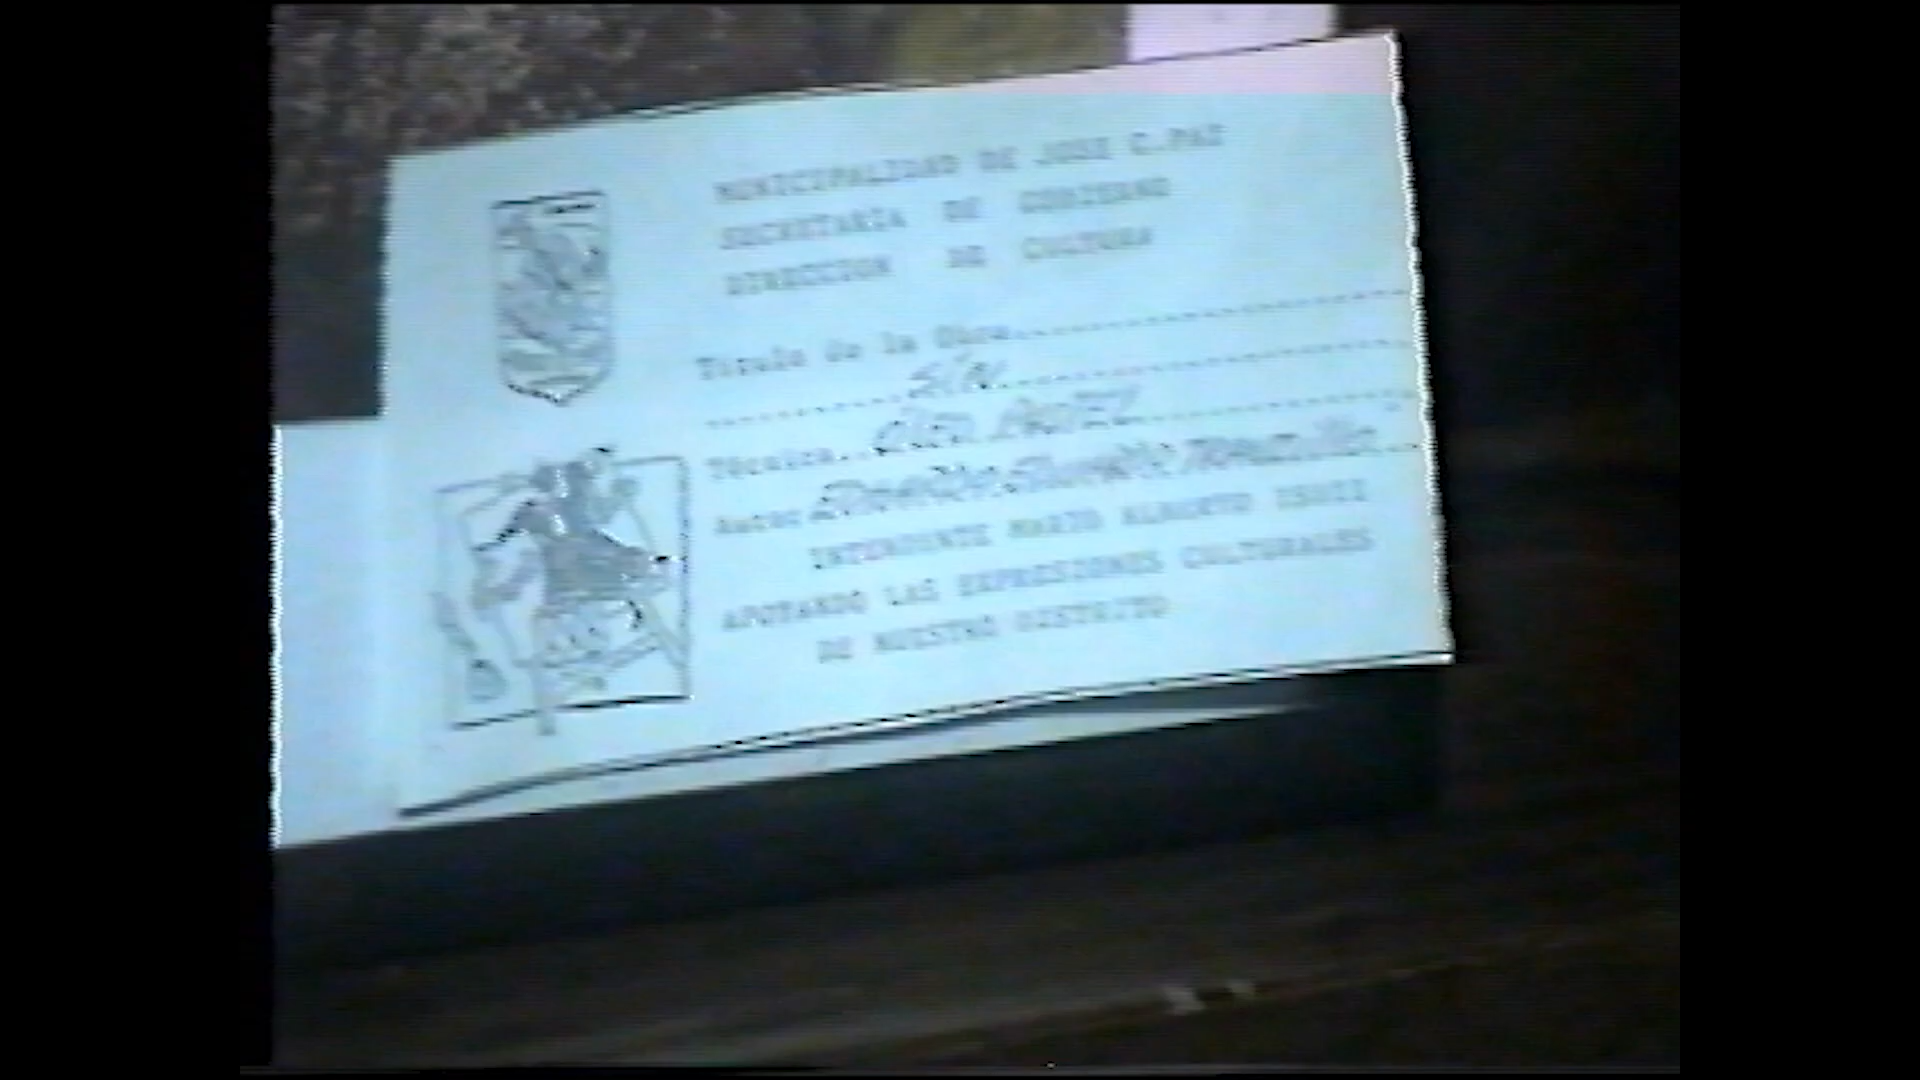 MUNICIPALIDAD DE JOSE C. PAZ
SECRETARIA DE GOBIERNO
DIRECCION DE CULTURA
Titulo de la Obra
S/N
Técnica
Autor
INTENDENTE MARIO ALBERTO ISHII
APOYANDO LAS EXPRESIONES CULTURALES
DE NUESTRO DISTRITO